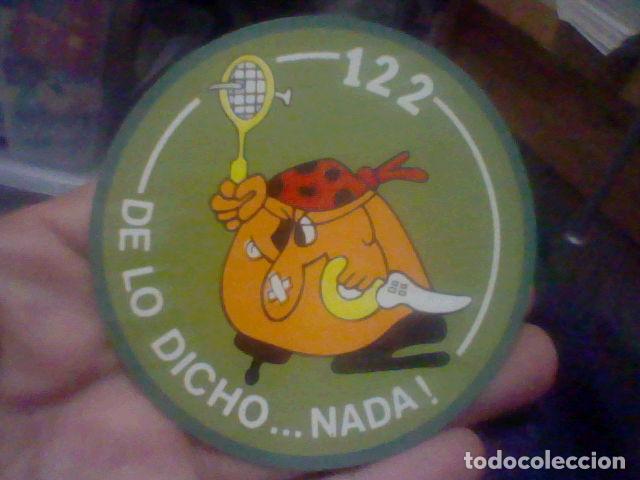 122
DE LO DICHO... NADA!
todocoleccion